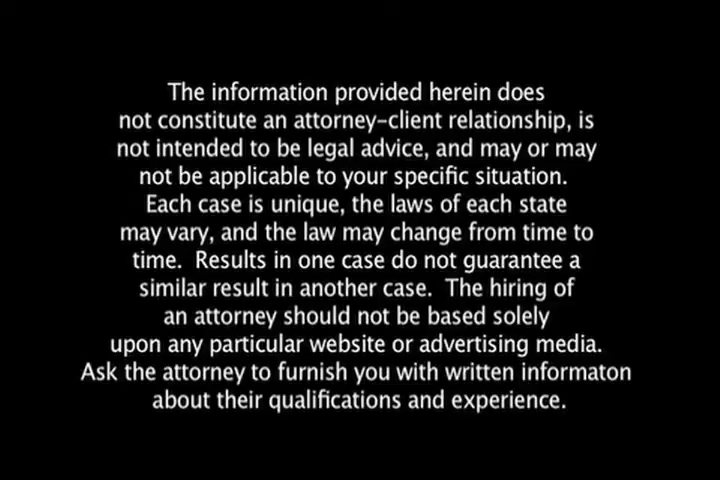 The information provided herein does
not constitute an attorney-client relationship, is
not intended to be legal advice, and may or may
not be applicable to your specific situation.
Each case is unique, the laws of each state
may vary, and the law may change from time to
time.  Results in one case do not guarantee a
similar result in another case.  The hiring of
an attorney should not be based solely
upon any particular website or advertising media.
Ask the attorney to furnish you with written informaton
about their qualifications and experience.